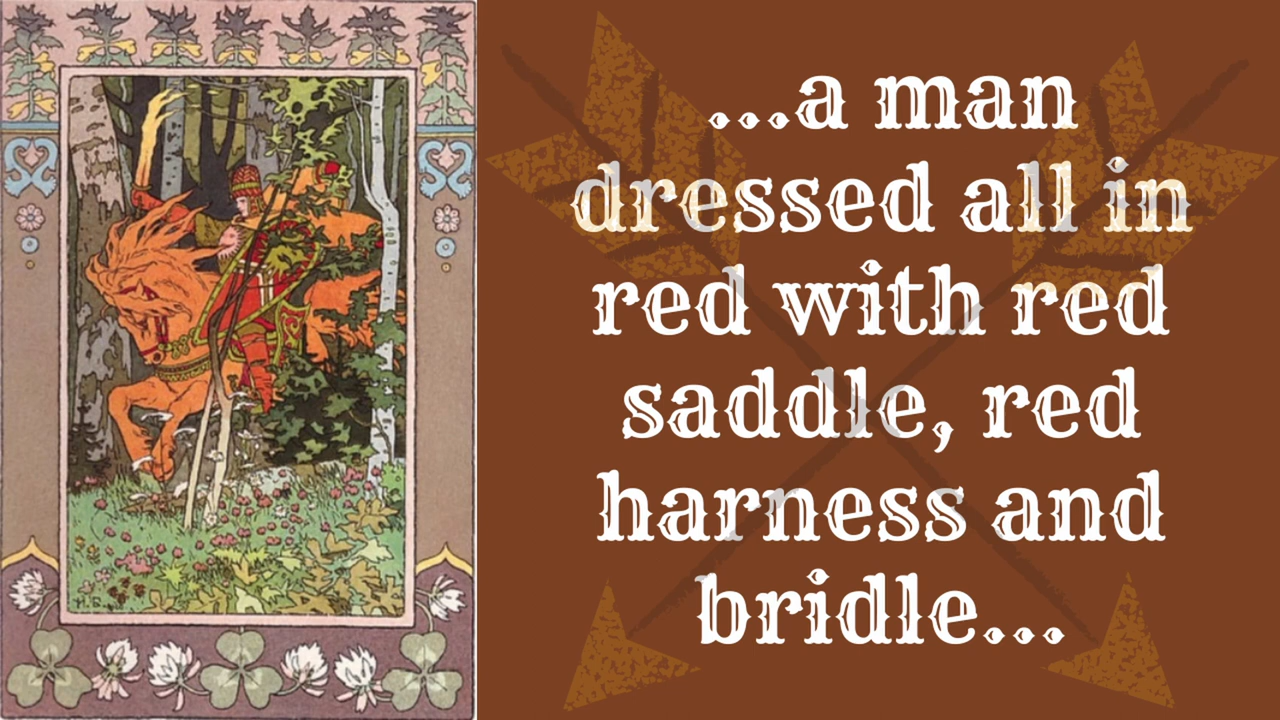 ...a man
dressed all in
red with red
saddle, red
harness and
bridle...